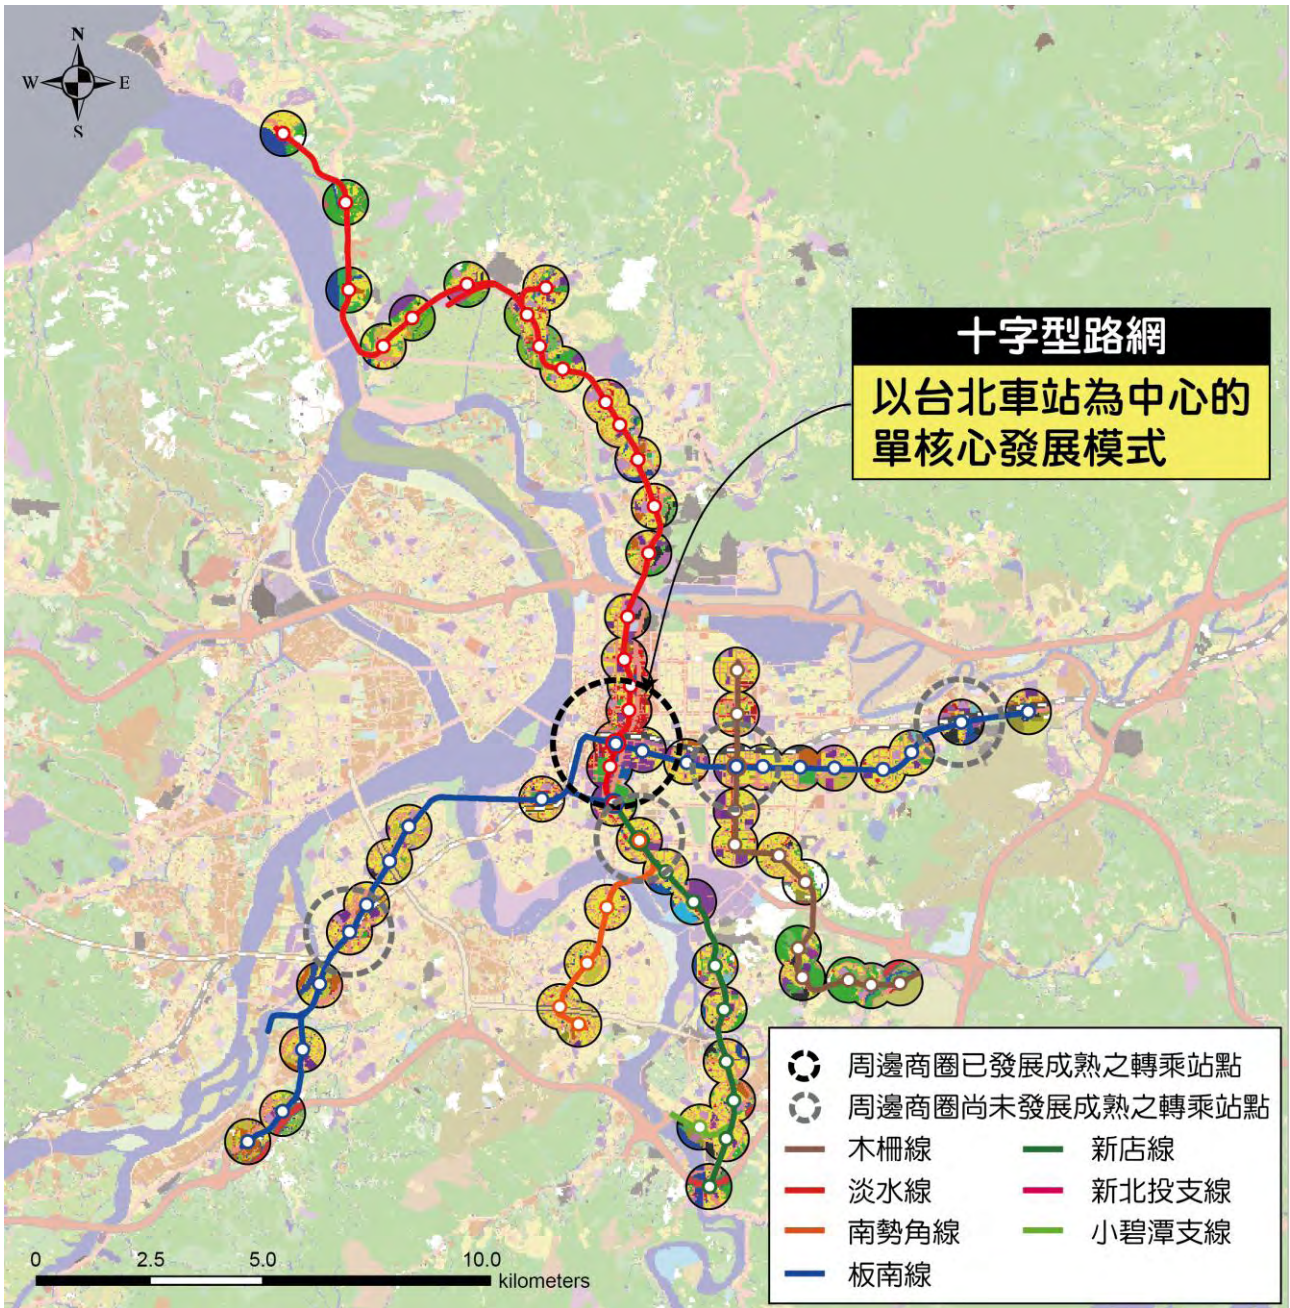 N
W
E
S
十字型路網
以台北車站為中心的
單核心發展模式
周邊商圈已發展成熟之轉乘站點
周邊商圈尚未發展成熟之轉乘站點
木柵線
新店線
淡水線
新北投支線
南勢角線
小碧潭支線
板南線
0 2.5 5.0 10.0
kilometers